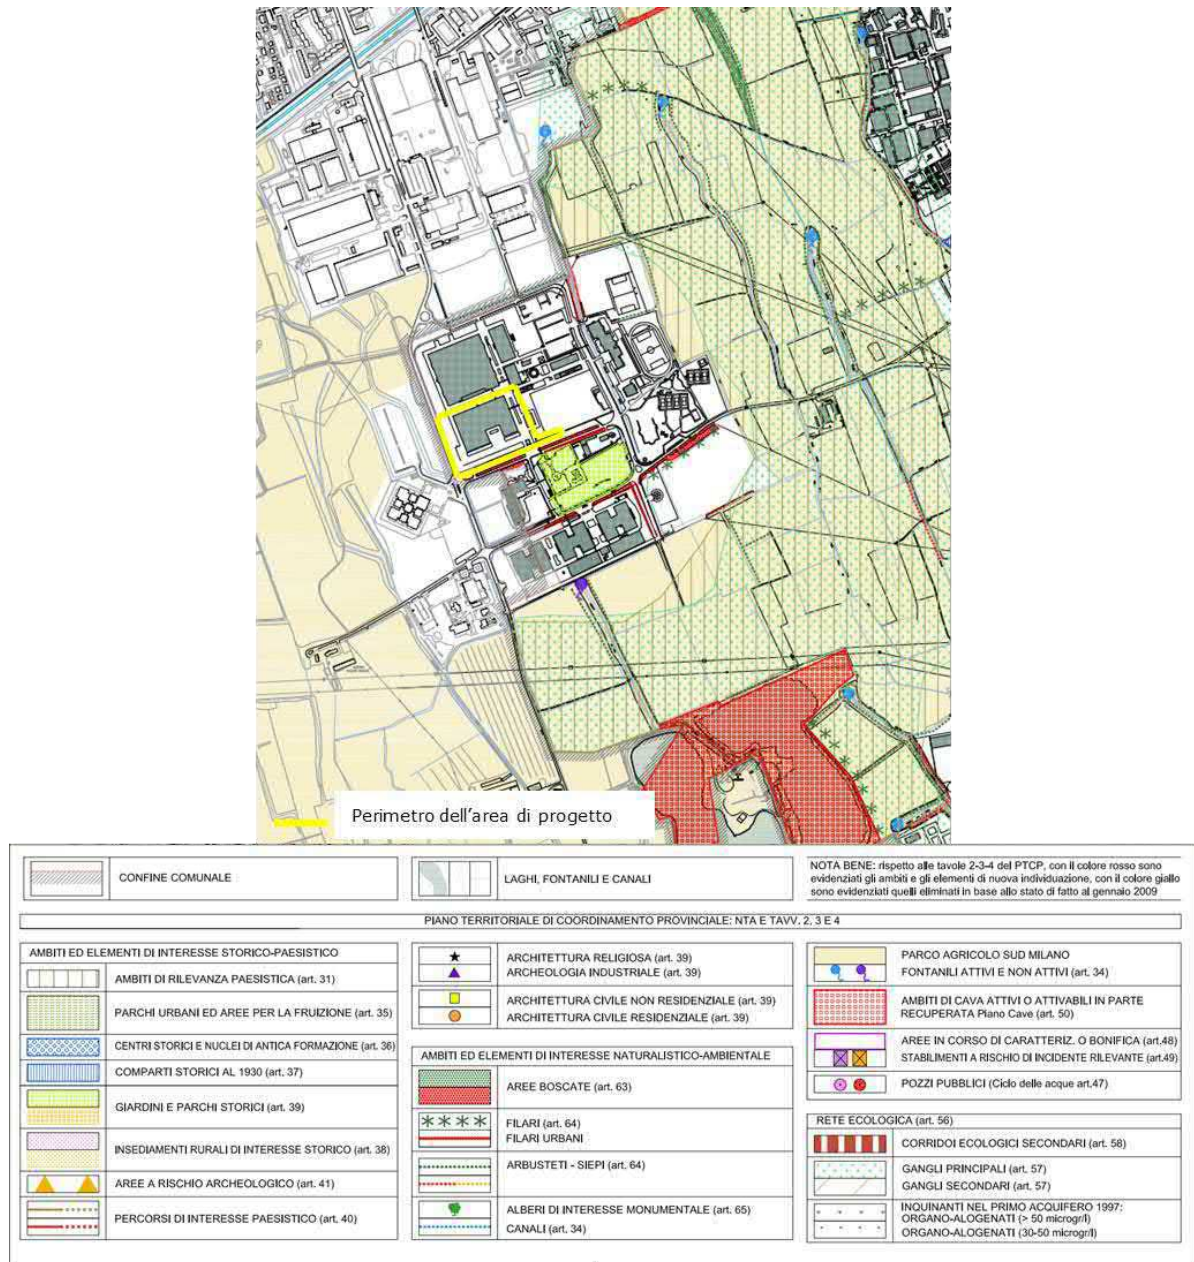 Perimetro dell'area di progetto
CONFINE COMUNALE
LAGHI, FONTANILI E CANALI
NOTA BENE: rispetto alle tavole 2-3-4 del PTCP, con il colore rosso sono
evidenziati gli ambiti e gli elementi di nuova individuazione, con il colore giallo
sono evidenziati quelli eliminati in base allo stato di fatto al gennaio 2009
PIANO TERRITORIALE DI COORDINAMENTO PROVINCIALE: NTA E TAVV. 2, 3 E 4
AMBITI ED ELEMENTI DI INTERESSE STORICO-PAESISTICO
AMBITI DI RILEVANZA PAESISTICA (art. 31)
PARCHI URBANI ED AREE PER LA FRUIZIONE (art. 35)
CENTRI STORICI E NUCLEI DI ANTICA FORMAZIONE (art. 36)
COMPARTI STORICI AL 1930 (art. 37)
GIARDINI E PARCHI STORICI (art. 39)
INSEDIAMENTI RURALI DI INTERESSE STORICO (art. 38)
AREE A RISCHIO ARCHEOLOGICO (art. 41)
PERCORSI DI INTERESSE PAESISTICO (art. 40)
ARCHITETTURA RELIGIOSA (art. 39)
ARCHEOLOGIA INDUSTRIALE (art. 39)
ARCHITETTURA CIVILE NON RESIDENZIALE (art. 39)
ARCHITETTURA CIVILE RESIDENZIALE (art. 39)
AMBITI ED ELEMENTI DI INTERESSE NATURALISTICO-AMBIENTALE
AREE BOSCATE (art. 63)
FILARI (art. 64)
FILARI URBANI
ARBUSTETI - SIEPI (art. 64)
ALBERI DI INTERESSE MONUMENTALE (art. 65)
CANALI (art. 34)
PARCO AGRICOLO SUD MILANO
FONTANILI ATTIVI E NON ATTIVI (art. 34)
AMBITI DI CAVA ATTIVI O ATTIVABILI IN PARTE
RECUPERATA Piano Cave (art. 50)
AREE IN CORSO DI CARATTERIZ. O BONIFICA (art.48)
STABILIMENTI A RISCHIO DI INCIDENTE RILEVANTE (art.49)
POZZI PUBBLICI (Ciclo delle acque art.47)
RETE ECOLOGICA (art. 56)
CORRIDOI ECOLOGICI SECONDARI (art. 58)
GANGLI PRINCIPALI (art. 57)
GANGLI SECONDARI (art. 57)
INQUINANTI NEL PRIMO ACQUIFERO 1997:
ORGANO-ALOGENATI (> 50 microgr/l)
ORGANO-ALOGENATI (30-50 microgr/l)